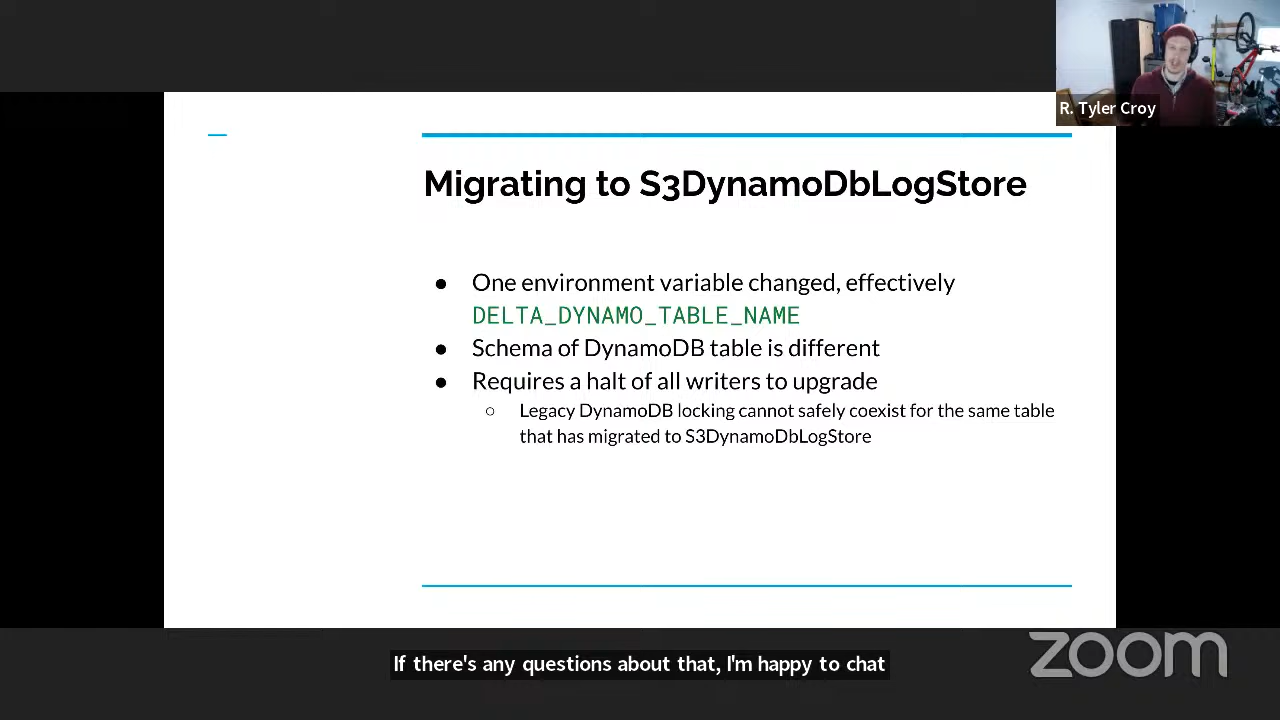 R. Tyler Croy
Migrating to S3DynamoDbLogStore
● One environment variable changed, effectively
DELTA_DYNAMO_TABLE_NAME
● Schema of DynamoDB table is different
● Requires a halt of all writers to upgrade
○ Legacy DynamoDB locking cannot safely coexist for the same table
that has migrated to S3DynamoDbLogStore
If there's any questions about that, I'm happy to chat
zoom